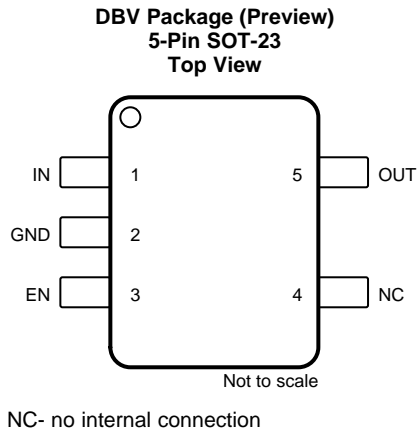 DBV Package (Preview)
5-Pin SOT-23
Top View
IN 1 5 OUT
GND 2
EN 3 4 NC
Not to scale
NC- no internal connection